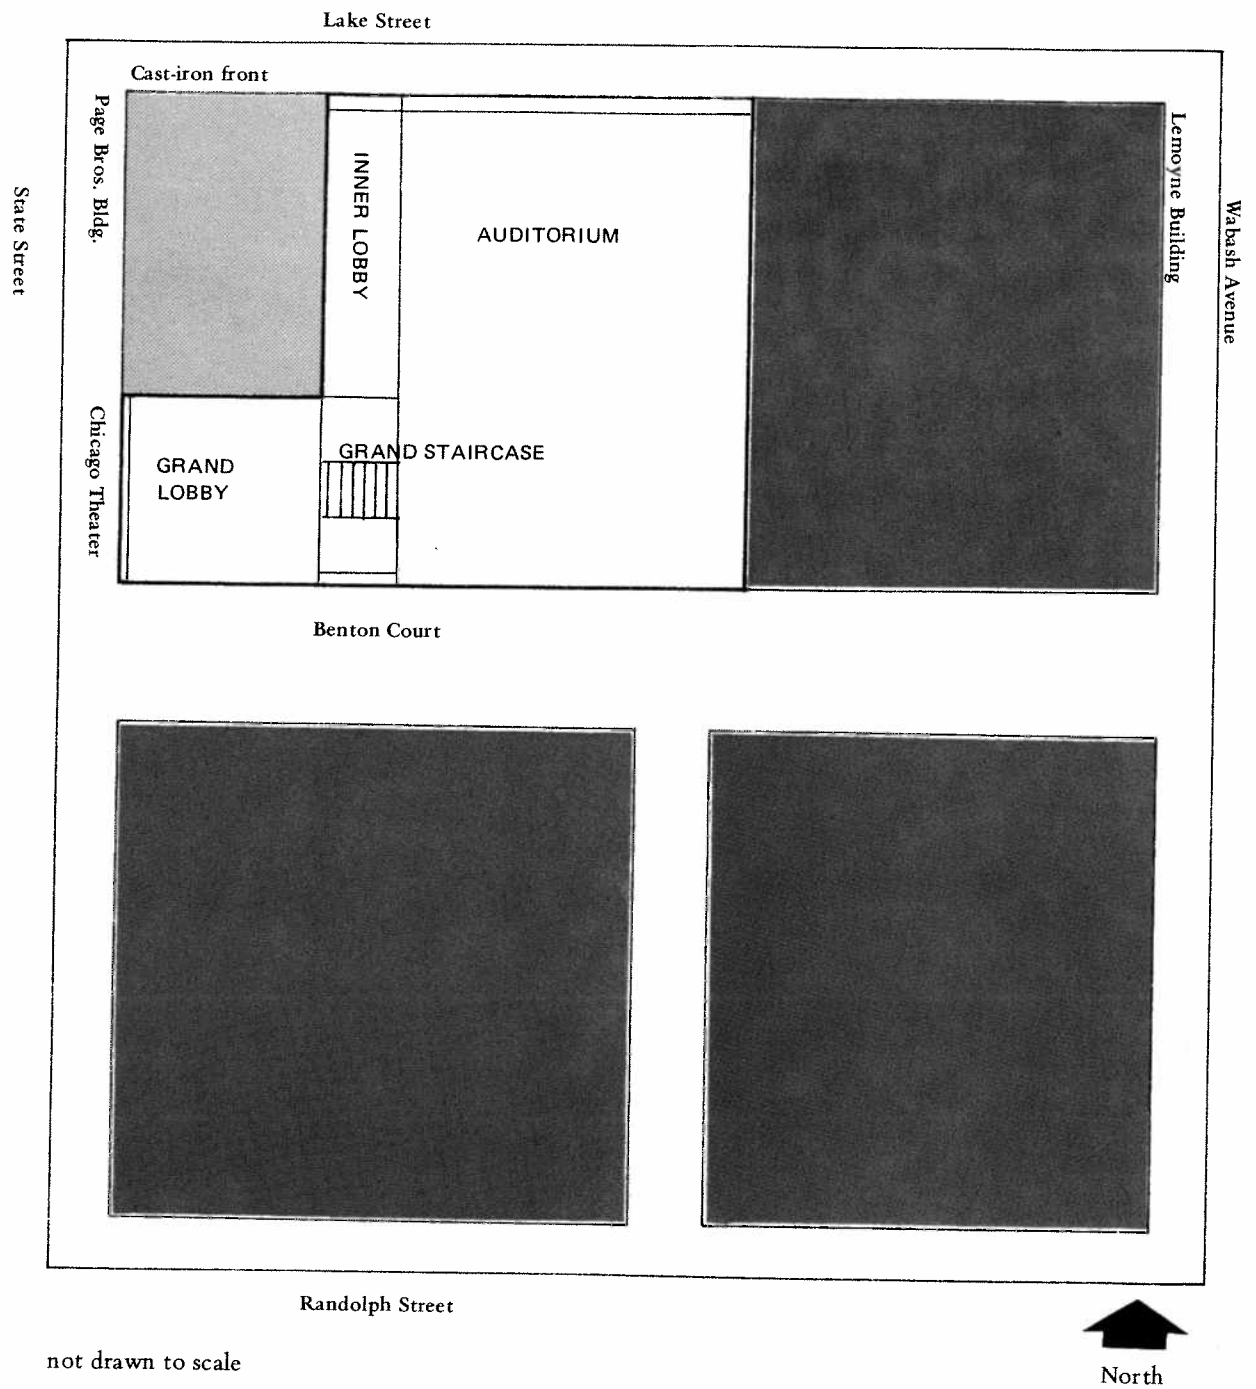 Lake Street
Cast-iron front
Page Bros. Bldg.
State Street
INNER LOBBY
AUDITORIUM
Lemoyne Building
Wabash Avenue
Chicago Theater
GRAND
LOBBY
GRAND STAIRCASE
Benton Court
Randolph Street
not drawn to scale
North